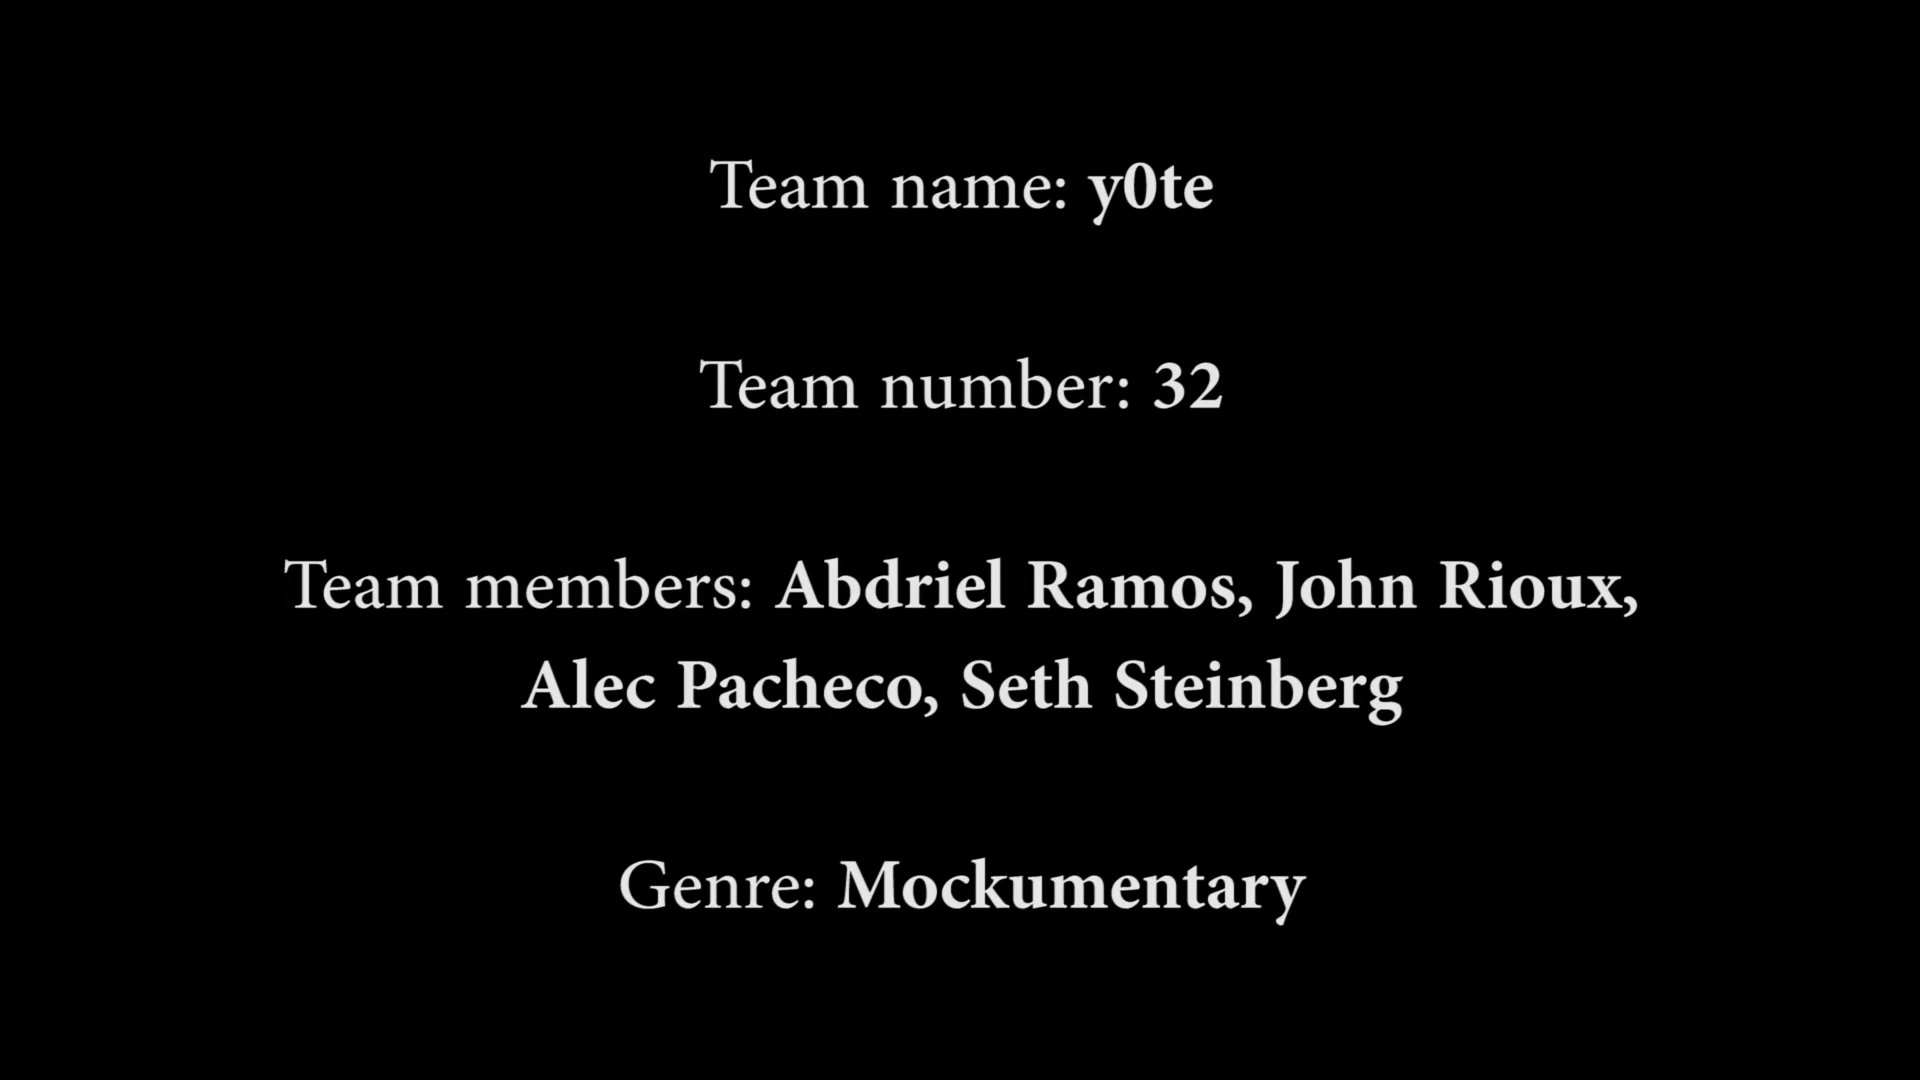 Team name: y0te
Team number: 32
Team members: Abdriel Ramos, John Rioux,
Alec Pacheco, Seth Steinberg
Genre: Mockumentary